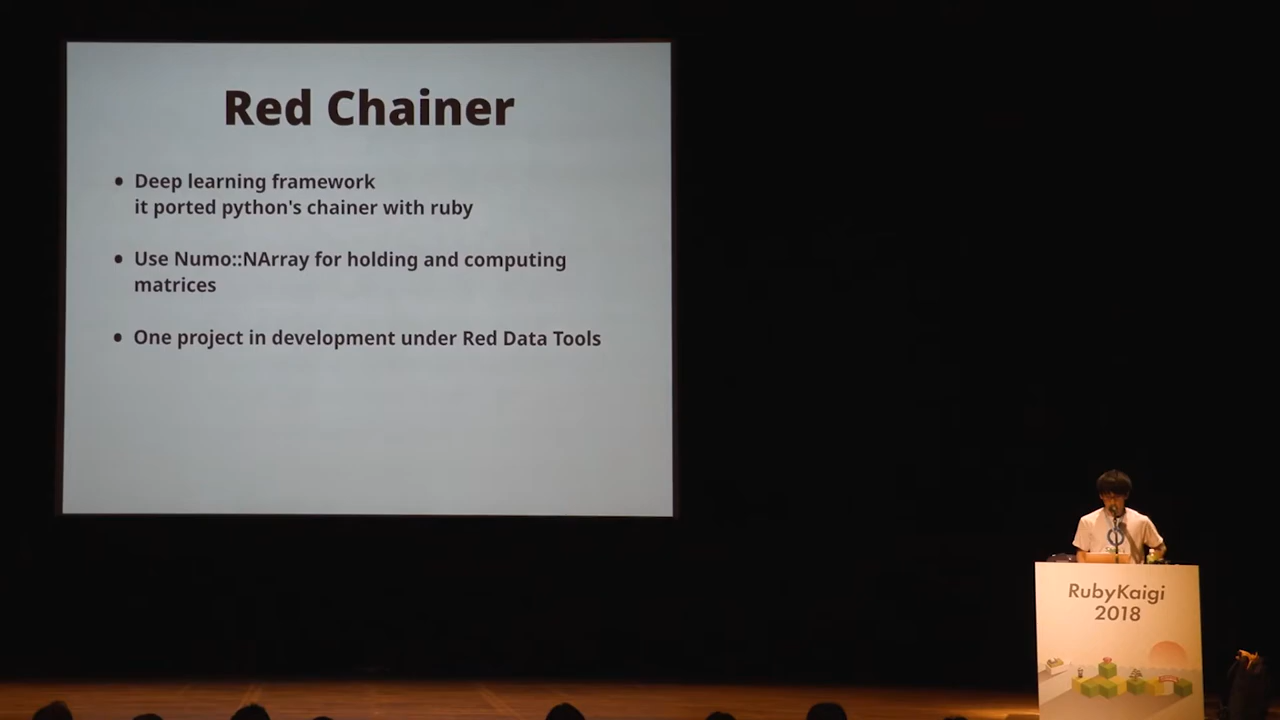 Red Chainer
• Deep learning framework
it ported python's chainer with ruby
• Use Numo::NArray for holding and computing
matrices
• One project in development under Red Data Tools
RubyKaigi
2018